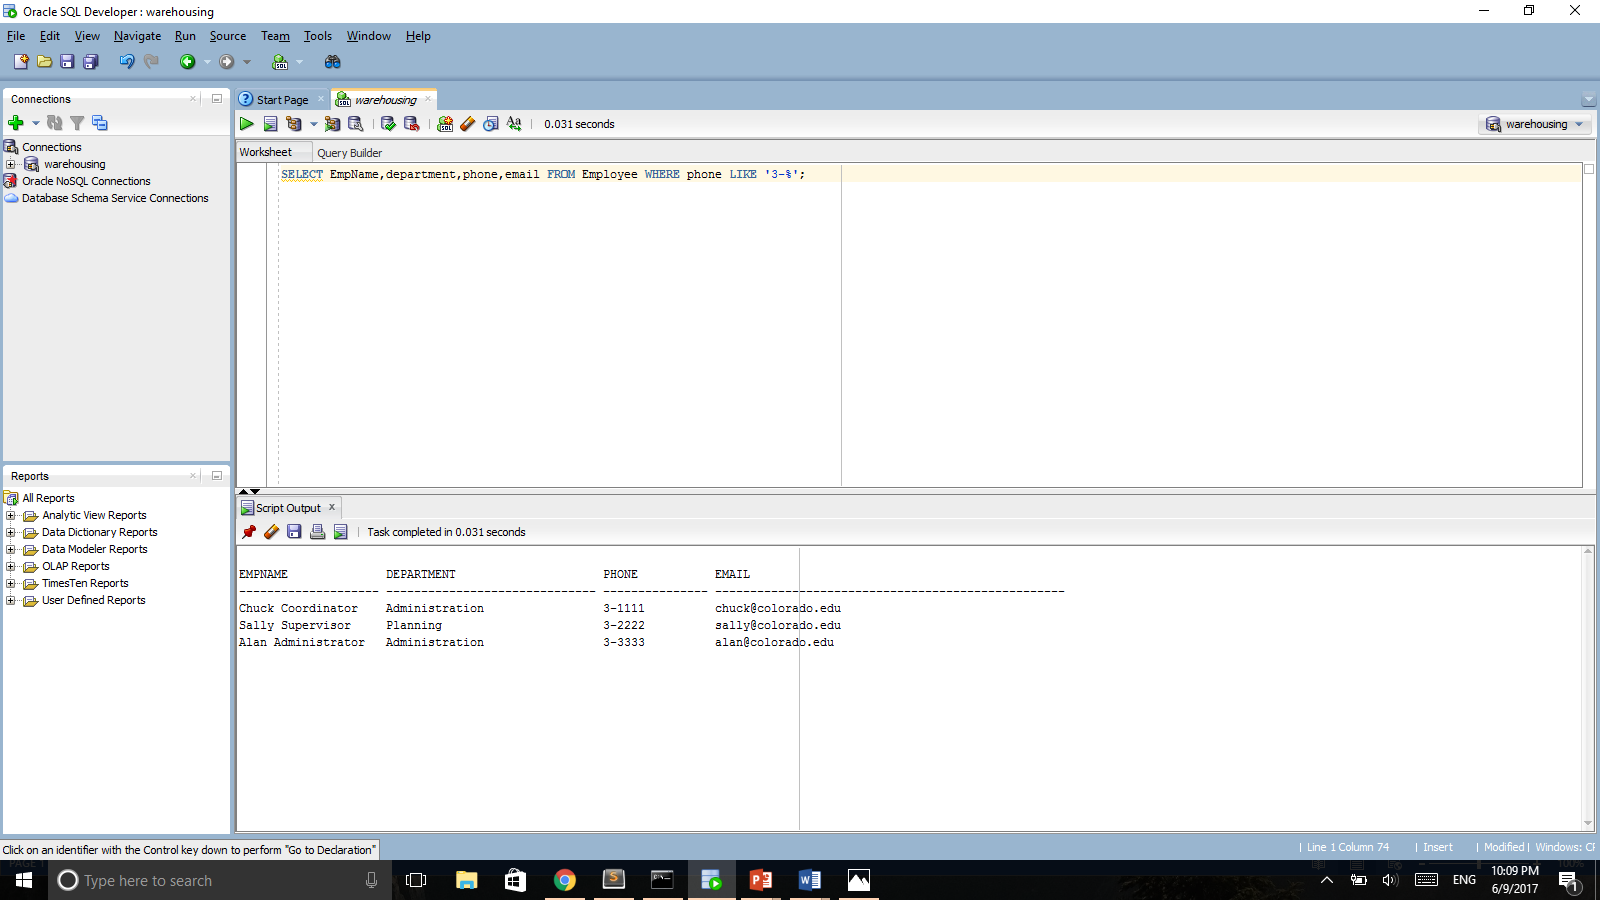 Oracle SQL Developer : warehousing
File Edit View Navigate Run Source Team Tools Window Help
Connections
Connections
warehousing
Oracle NoSQL Connections
Database Schema Service Connections
Reports
All Reports
Analytic View Reports
Data Dictionary Reports
Data Modeler Reports
OLAP Reports
TimesTen Reports
User Defined Reports
Start Page warehousing
0.031 seconds
warehousing
Worksheet Query Builder
SELECT EmpName,department,phone,email FROM Employee WHERE phone LIKE '3-%';
Script Output
Task completed in 0.031 seconds
EMPNAME DEPARTMENT PHONE EMAIL
-------------------- ------------------------------ --------------- --------------------------------------------------
Chuck Coordinator Administration 3-1111 chuck@colorado.edu
Sally Supervisor Planning 3-2222 sally@colorado.edu
Alan Administrator Administration 3-3333 alan@colorado.edu
Click on an identifier with the Control key down to perform "Go to Declaration"
| Line 1 Column 74 | Insert | Modified | Windows: CF
Type here to search
ENG
10:09 PM
6/9/2017
1